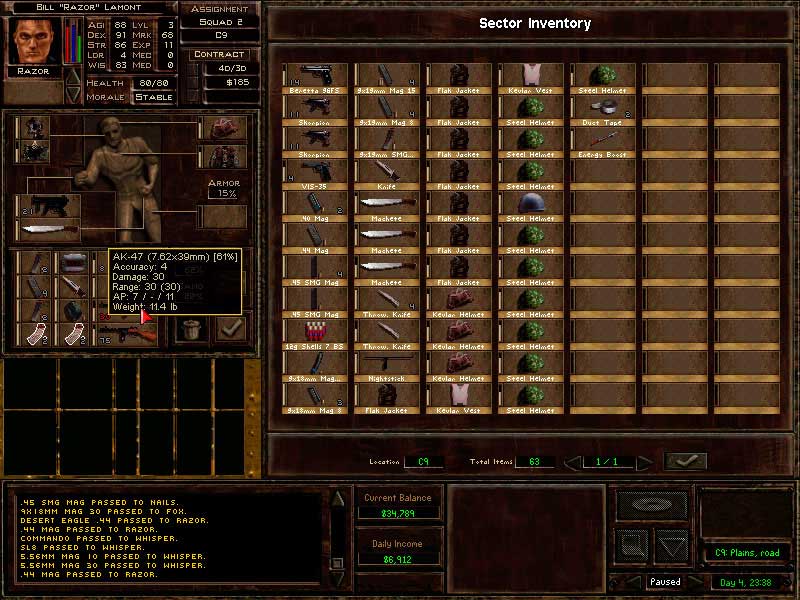 Bill "Razor" Lamont
Razor
Agi 88 Lvl 3
Dex 91 Mrk 68
Str 86 Exp 11
Ldr 4 Mec 0
Wis 83 Med 0
Health 80/80
Morale Stable
Assignment
Squad 2
C9
Contract
4D/3D
$185
Armor
15%
AK-47 (7.62x39mm) [61%]
Accuracy: 4
Damage: 30
Range: 30 (30)
AP: 7 / - / 11
Weight: 11.4 lb
Sector Inventory
Beretta 96FS 9x19mm Mag 15 Flak Jacket Kevlar Vest Steel Helmet
Skorpion 9x19mm Mag 3 Flak Jacket Steel Helmet Duct Tape
Skorpion 9x19mm SMG... Flak Jacket Steel Helmet Energy Boost
VIS-35 Knife Flak Jacket Steel Helmet
.40 Mag Machete Flak Jacket Steel Helmet
.44 Mag Machete Flak Jacket Steel Helmet
.45 SMG Mag Machete Flak Jacket Steel Helmet
.45 SMG Mag Throw. Knife Kevlar Helmet Steel Helmet
12g Shells 7 BS Throw. Knife Kevlar Helmet Steel Helmet
9x18mm Mag... Nightstick Kevlar Helmet Steel Helmet
9x18mm Mag 8 Flak Jacket Kevlar Vest Steel Helmet
Location C9 Total Items 63 1 / 1
.45 SMG MAG PASSED TO NAILS.
9X18MM MAG 30 PASSED TO FOX.
DESERT EAGLE .44 PASSED TO RAZOR.
.44 MAG PASSED TO RAZOR.
COMMANDO PASSED TO WHISPER.
SL8 PASSED TO WHISPER.
5.56MM MAG 10 PASSED TO WHISPER.
5.56MM MAG 30 PASSED TO WHISPER.
.44 MAG PASSED TO RAZOR.
Current Balance
$34,789
Daily Income
$6,912
C9: Plains, road
Paused
Day 4, 23:38